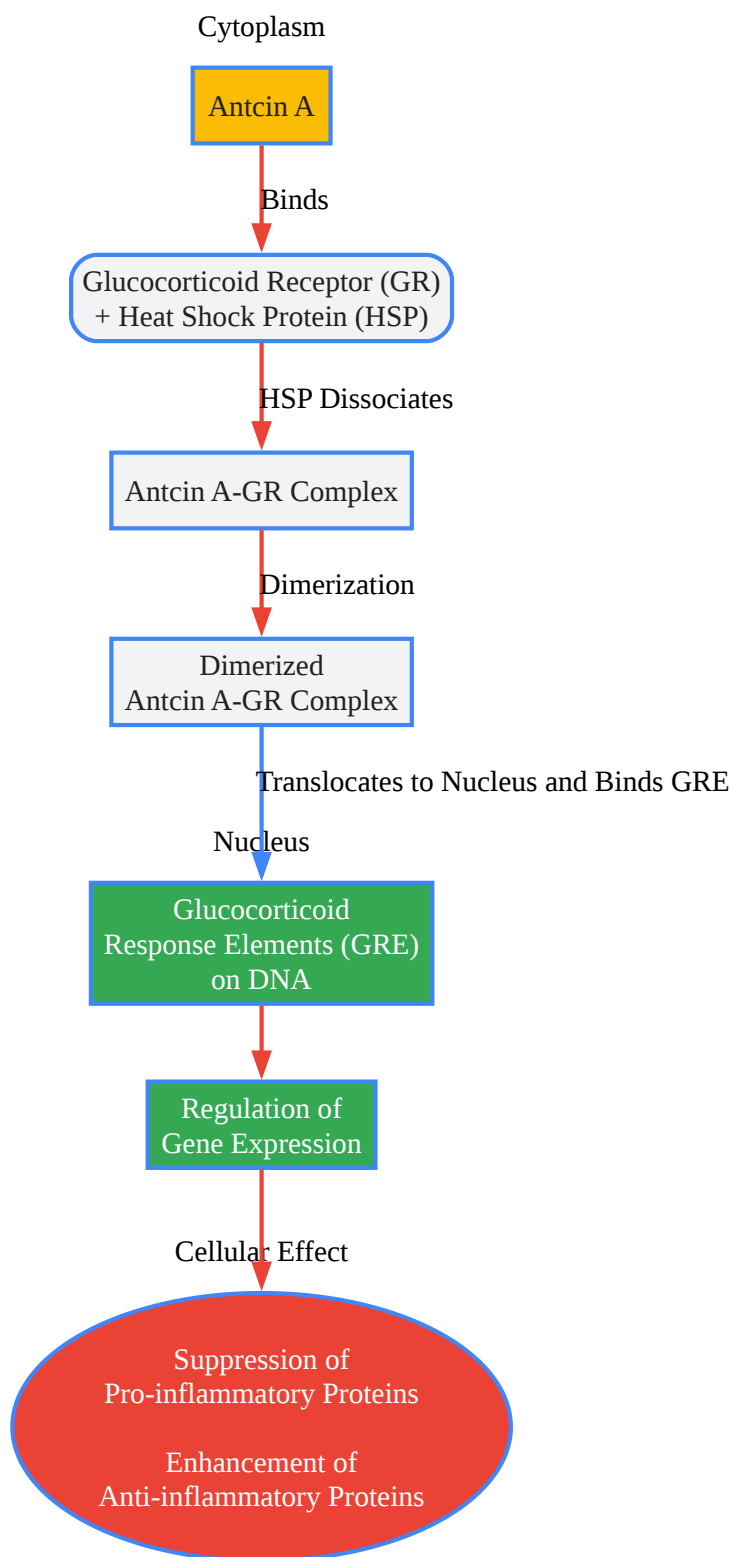 Cytoplasm
Antcin A
Binds
Glucocorticoid Receptor (GR)
+ Heat Shock Protein (HSP)
HSP Dissociates
Antcin A-GR Complex
Dimerization
Dimerized
Antcin A-GR Complex
Translocates to Nucleus and Binds GRE
Nucleus
Glucocorticoid
Response Elements (GRE)
on DNA
Regulation of
Gene Expression
Cellular Effect
Suppression of
Pro-inflammatory Proteins
Enhancement of
Anti-inflammatory Proteins